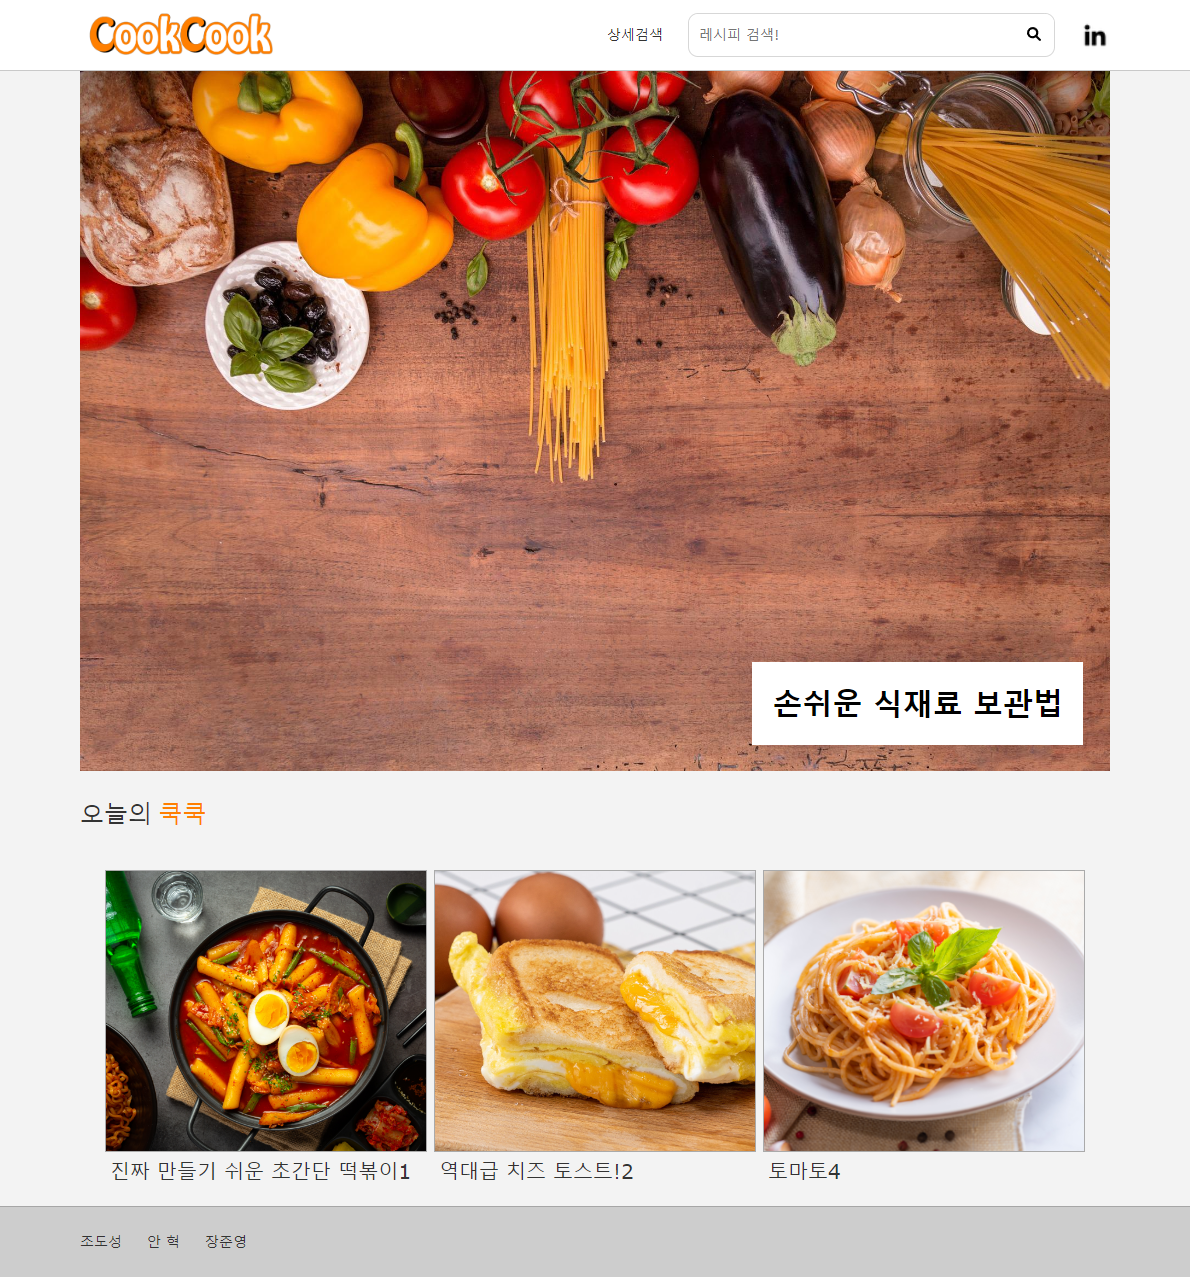 CookCook
상세검색
레시피 검색!
in
손쉬운 식재료 보관법
오늘의 쿡쿡
진짜 만들기 쉬운 초간단 떡볶이1
역대급 치즈 토스트!2
토마토4
조도성 안 혁 장준영